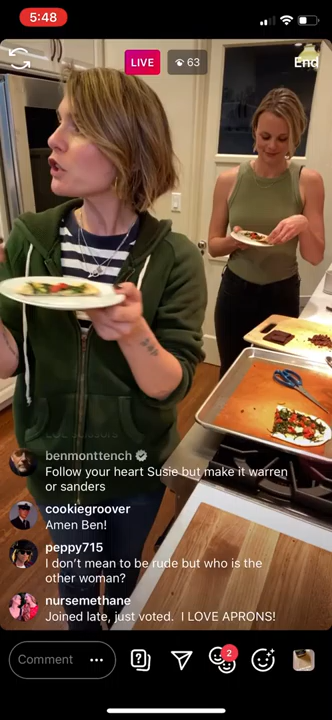 5:48
LIVE
63
End
benmonttench
Follow your heart Susie but make it warren
or sanders
cookiegroover
Amen Ben!
peppy715
I don't mean to be rude but who is the
other woman?
nursemethane
Joined late, just voted. I LOVE APRONS!
Comment
2